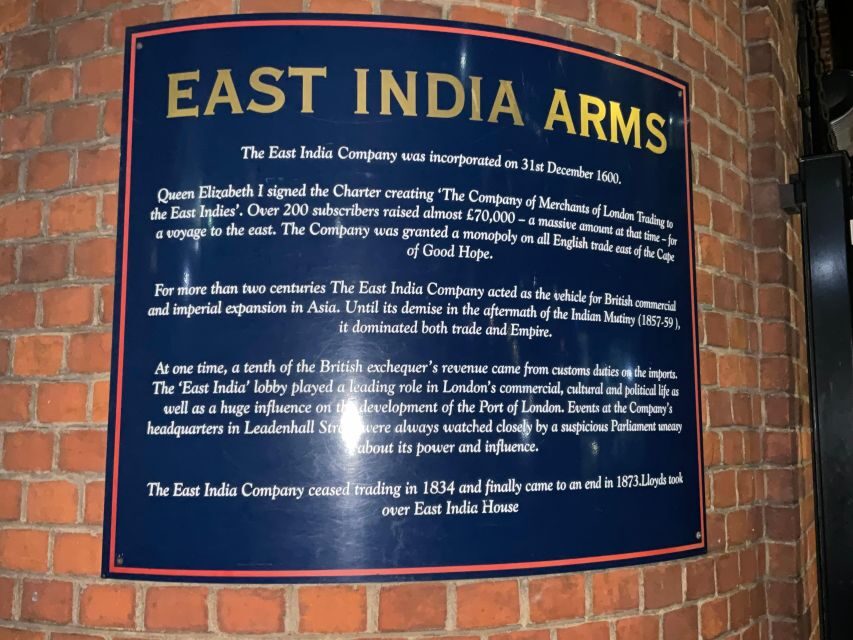 EAST INDIA ARMS
The East India Company was incorporated on 31st December 1600.
Queen Elizabeth I signed the Charter creating 'The Company of Merchants of London Trading to
the East Indies'. Over 200 subscribers raised almost £70,000 – a massive amount at that time – for
a voyage to the east. The Company was granted a monopoly on all English trade east of the Cape
of Good Hope.
For more than two centuries The East India Company acted as the vehicle for British commercial
and imperial expansion in Asia. Until its demise in the aftermath of the Indian Mutiny (1857-59 ),
it dominated both trade and Empire.
At one time, a tenth of the British exchequer's revenue came from customs duties on the imports.
The 'East India' lobby played a leading role in London's commercial, cultural and political life as
well as a huge influence on the development of the Port of London. Events at the Company's
headquarters in Leadenhall were always watched closely by a suspicious Parliament uneasy
about its power and influence.
The East India Company ceased trading in 1834 and finally came to an end in 1873.Lloyds took
over East India House